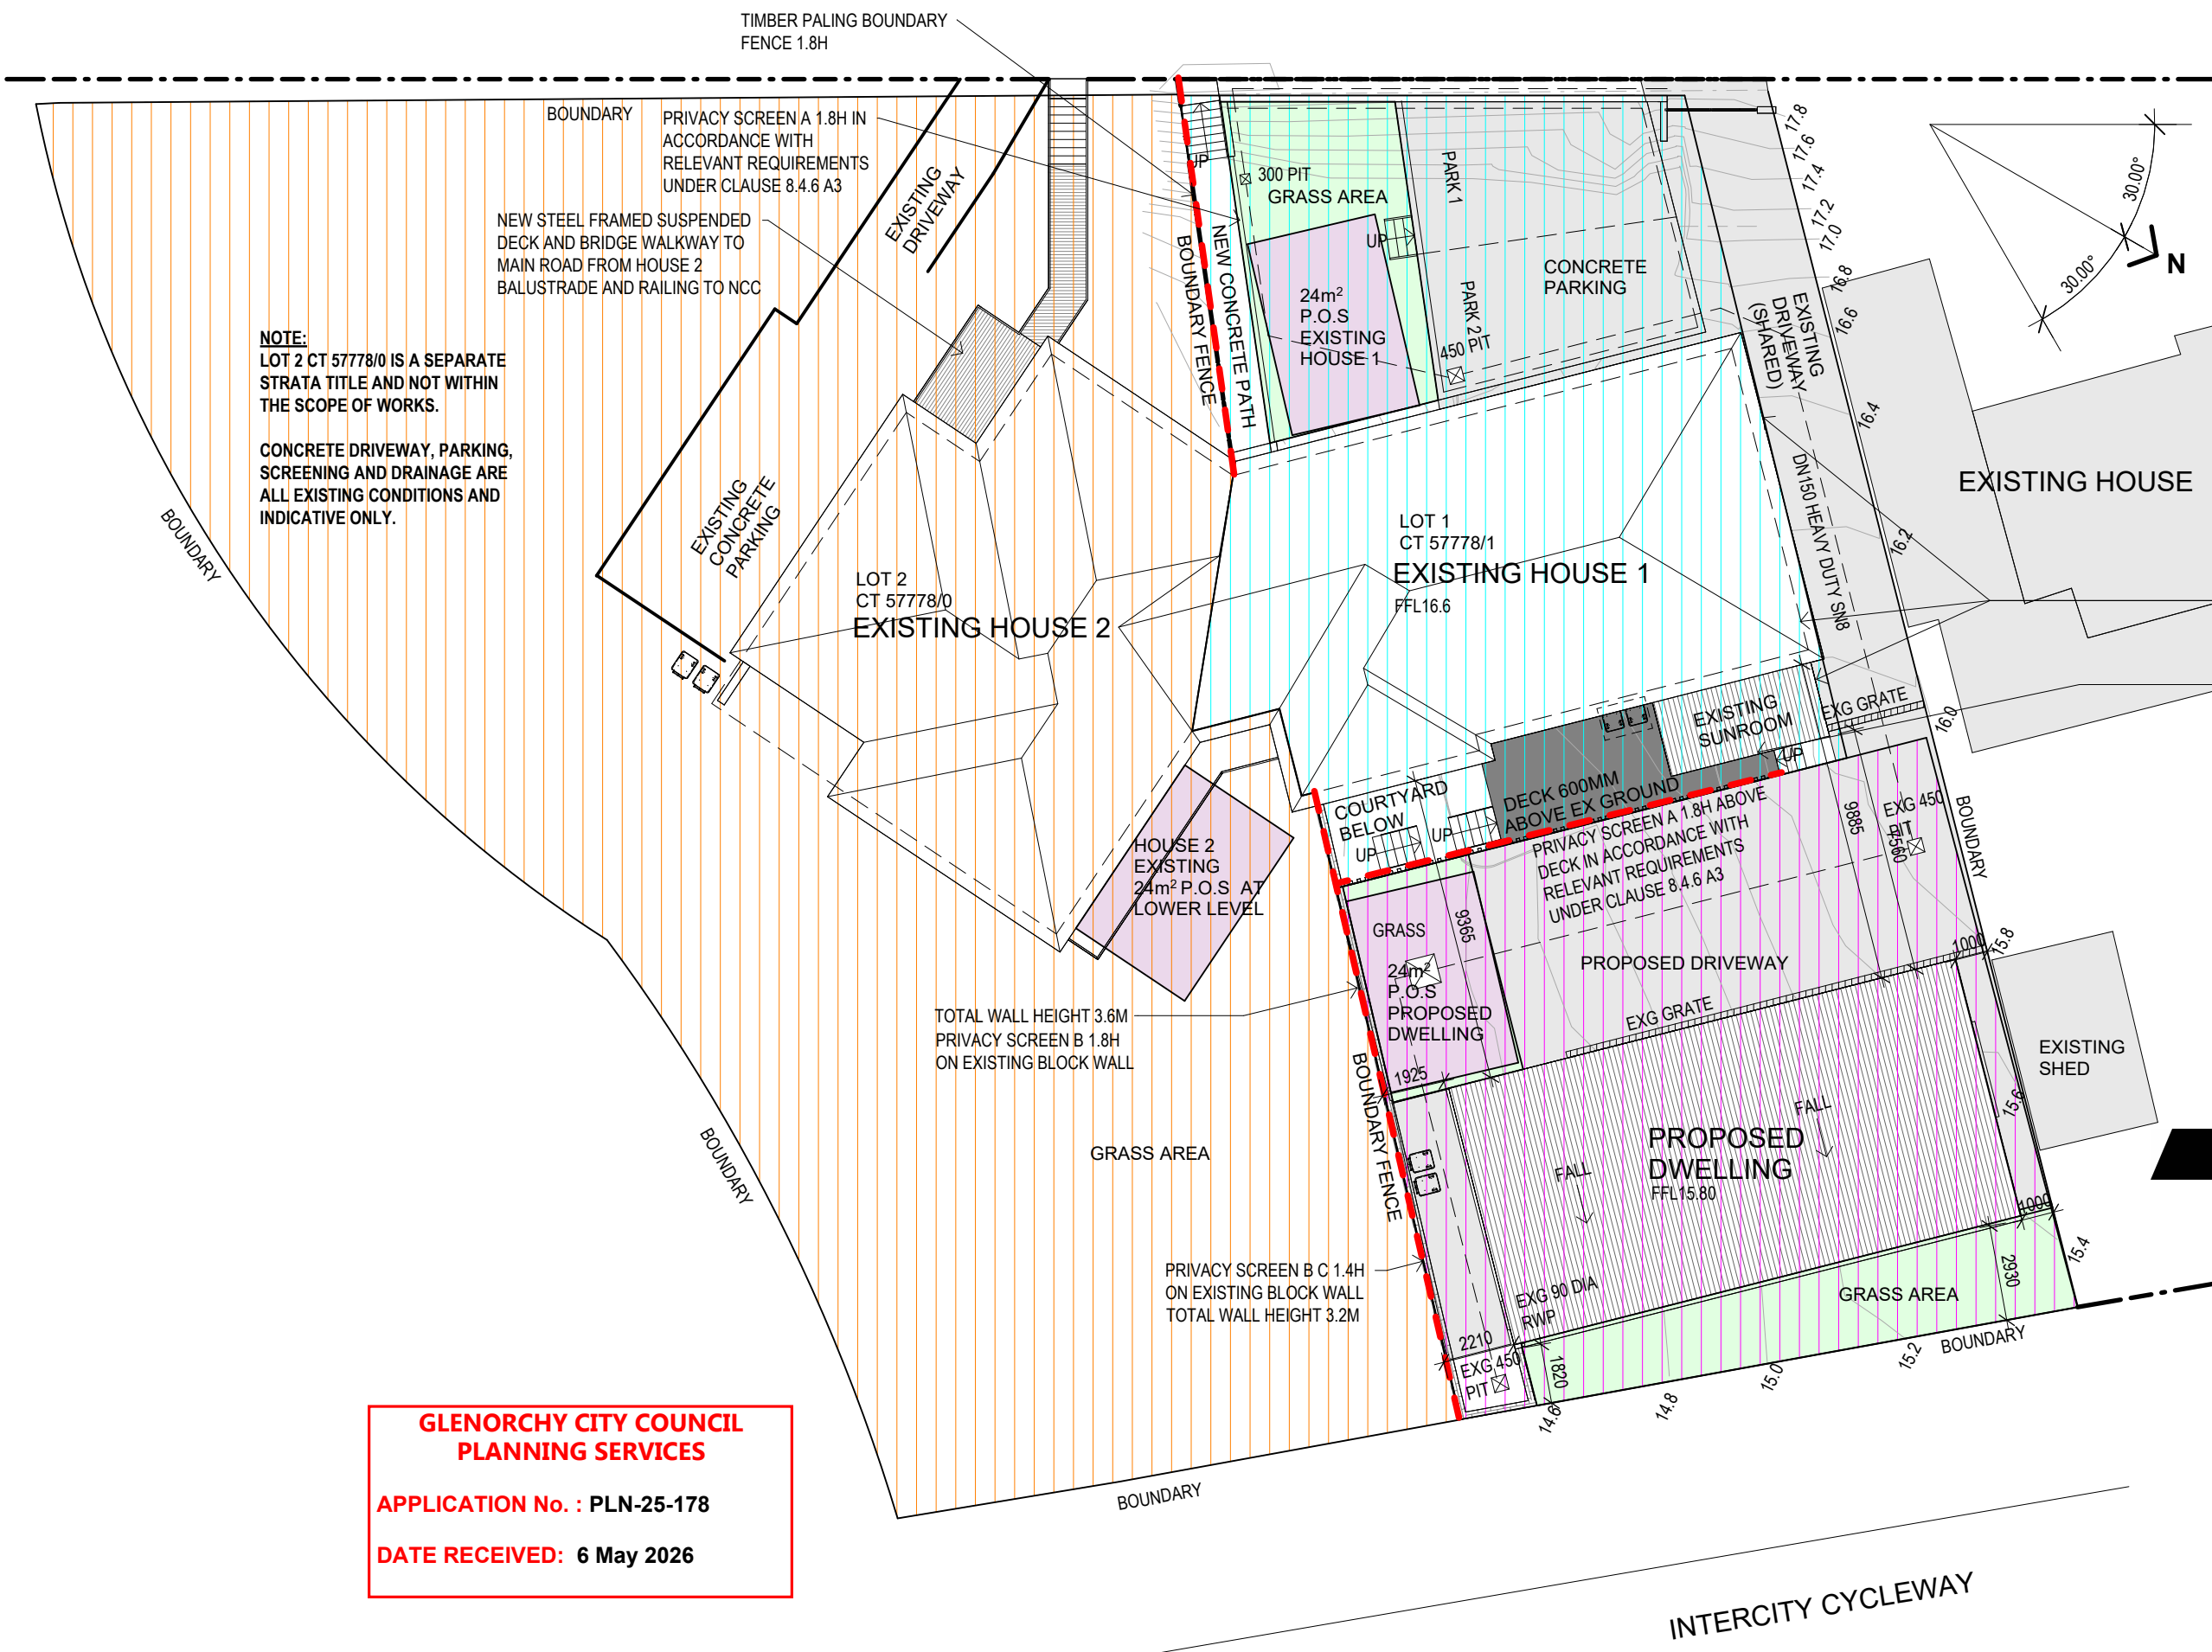 TIMBER PALING BOUNDARY
FENCE 1.8H
BOUNDARY
PRIVACY SCREEN A 1.8H IN
ACCORDANCE WITH
RELEVANT REQUIREMENTS
UNDER CLAUSE 8.4.6 A3
NEW STEEL FRAMED SUSPENDED
DECK AND BRIDGE WALKWAY TO
MAIN ROAD FROM HOUSE 2
BALUSTRADE AND RAILING TO NCC
EXISTING
DRIVEWAY
NOTE:
LOT 2 CT 57778/0 IS A SEPARATE
STRATA TITLE AND NOT WITHIN
THE SCOPE OF WORKS.
CONCRETE DRIVEWAY, PARKING,
SCREENING AND DRAINAGE ARE
ALL EXISTING CONDITIONS AND
INDICATIVE ONLY.
BOUNDARY
EXISTING
CONCRETE
PARKING
LOT 2
CT 57778/0
EXISTING HOUSE 2
UP
300 PIT
GRASS AREA
BOUNDARY FENCE
NEW CONCRETE PATH
24m²
P.O.S
EXISTING
HOUSE 1
UP
PARK 1
PARK 2
450 PIT
CONCRETE
PARKING
17.8
17.6
17.4
17.2
17.0
16.8
16.6
16.4
16.2
16.0
30.00°
30.00°
N
EXISTING
DRIVEWAY
(SHARED)
DN150 HEAVY DUTY SN8
EXISTING HOUSE
LOT 1
CT 57778/1
EXISTING HOUSE 1
FFL16.6
EXISTING
SUNROOM
EXG GRATE
UP
COURTYARD
BELOW
UP
UP
DECK 600MM
ABOVE EX GROUND
PRIVACY SCREEN A 1.8H ABOVE
DECK IN ACCORDANCE WITH
RELEVANT REQUIREMENTS
UNDER CLAUSE 8.4.6 A3
9885
7560
EXG 450
PIT
BOUNDARY
HOUSE 2
EXISTING
24m² P.O.S AT
LOWER LEVEL
GRASS
9365
24m²
P.O.S
PROPOSED
DWELLING
PROPOSED DRIVEWAY
1000
15.8
EXG GRATE
TOTAL WALL HEIGHT 3.6M
PRIVACY SCREEN B 1.8H
ON EXISTING BLOCK WALL
1925
BOUNDARY FENCE
EXISTING
SHED
15.6
FALL
FALL
PROPOSED
DWELLING
FFL15.80
GRASS AREA
BOUNDARY
1000
15.4
2930
GRASS AREA
PRIVACY SCREEN B C 1.4H
ON EXISTING BLOCK WALL
TOTAL WALL HEIGHT 3.2M
EXG 90 DIA
RWP
2210
EXG 450
PIT
1820
14.6
14.8
15.0
15.2
BOUNDARY
BOUNDARY
GLENORCHY CITY COUNCIL
PLANNING SERVICES
APPLICATION No. : PLN-25-178
DATE RECEIVED: 6 May 2026
INTERCITY CYCLEWAY